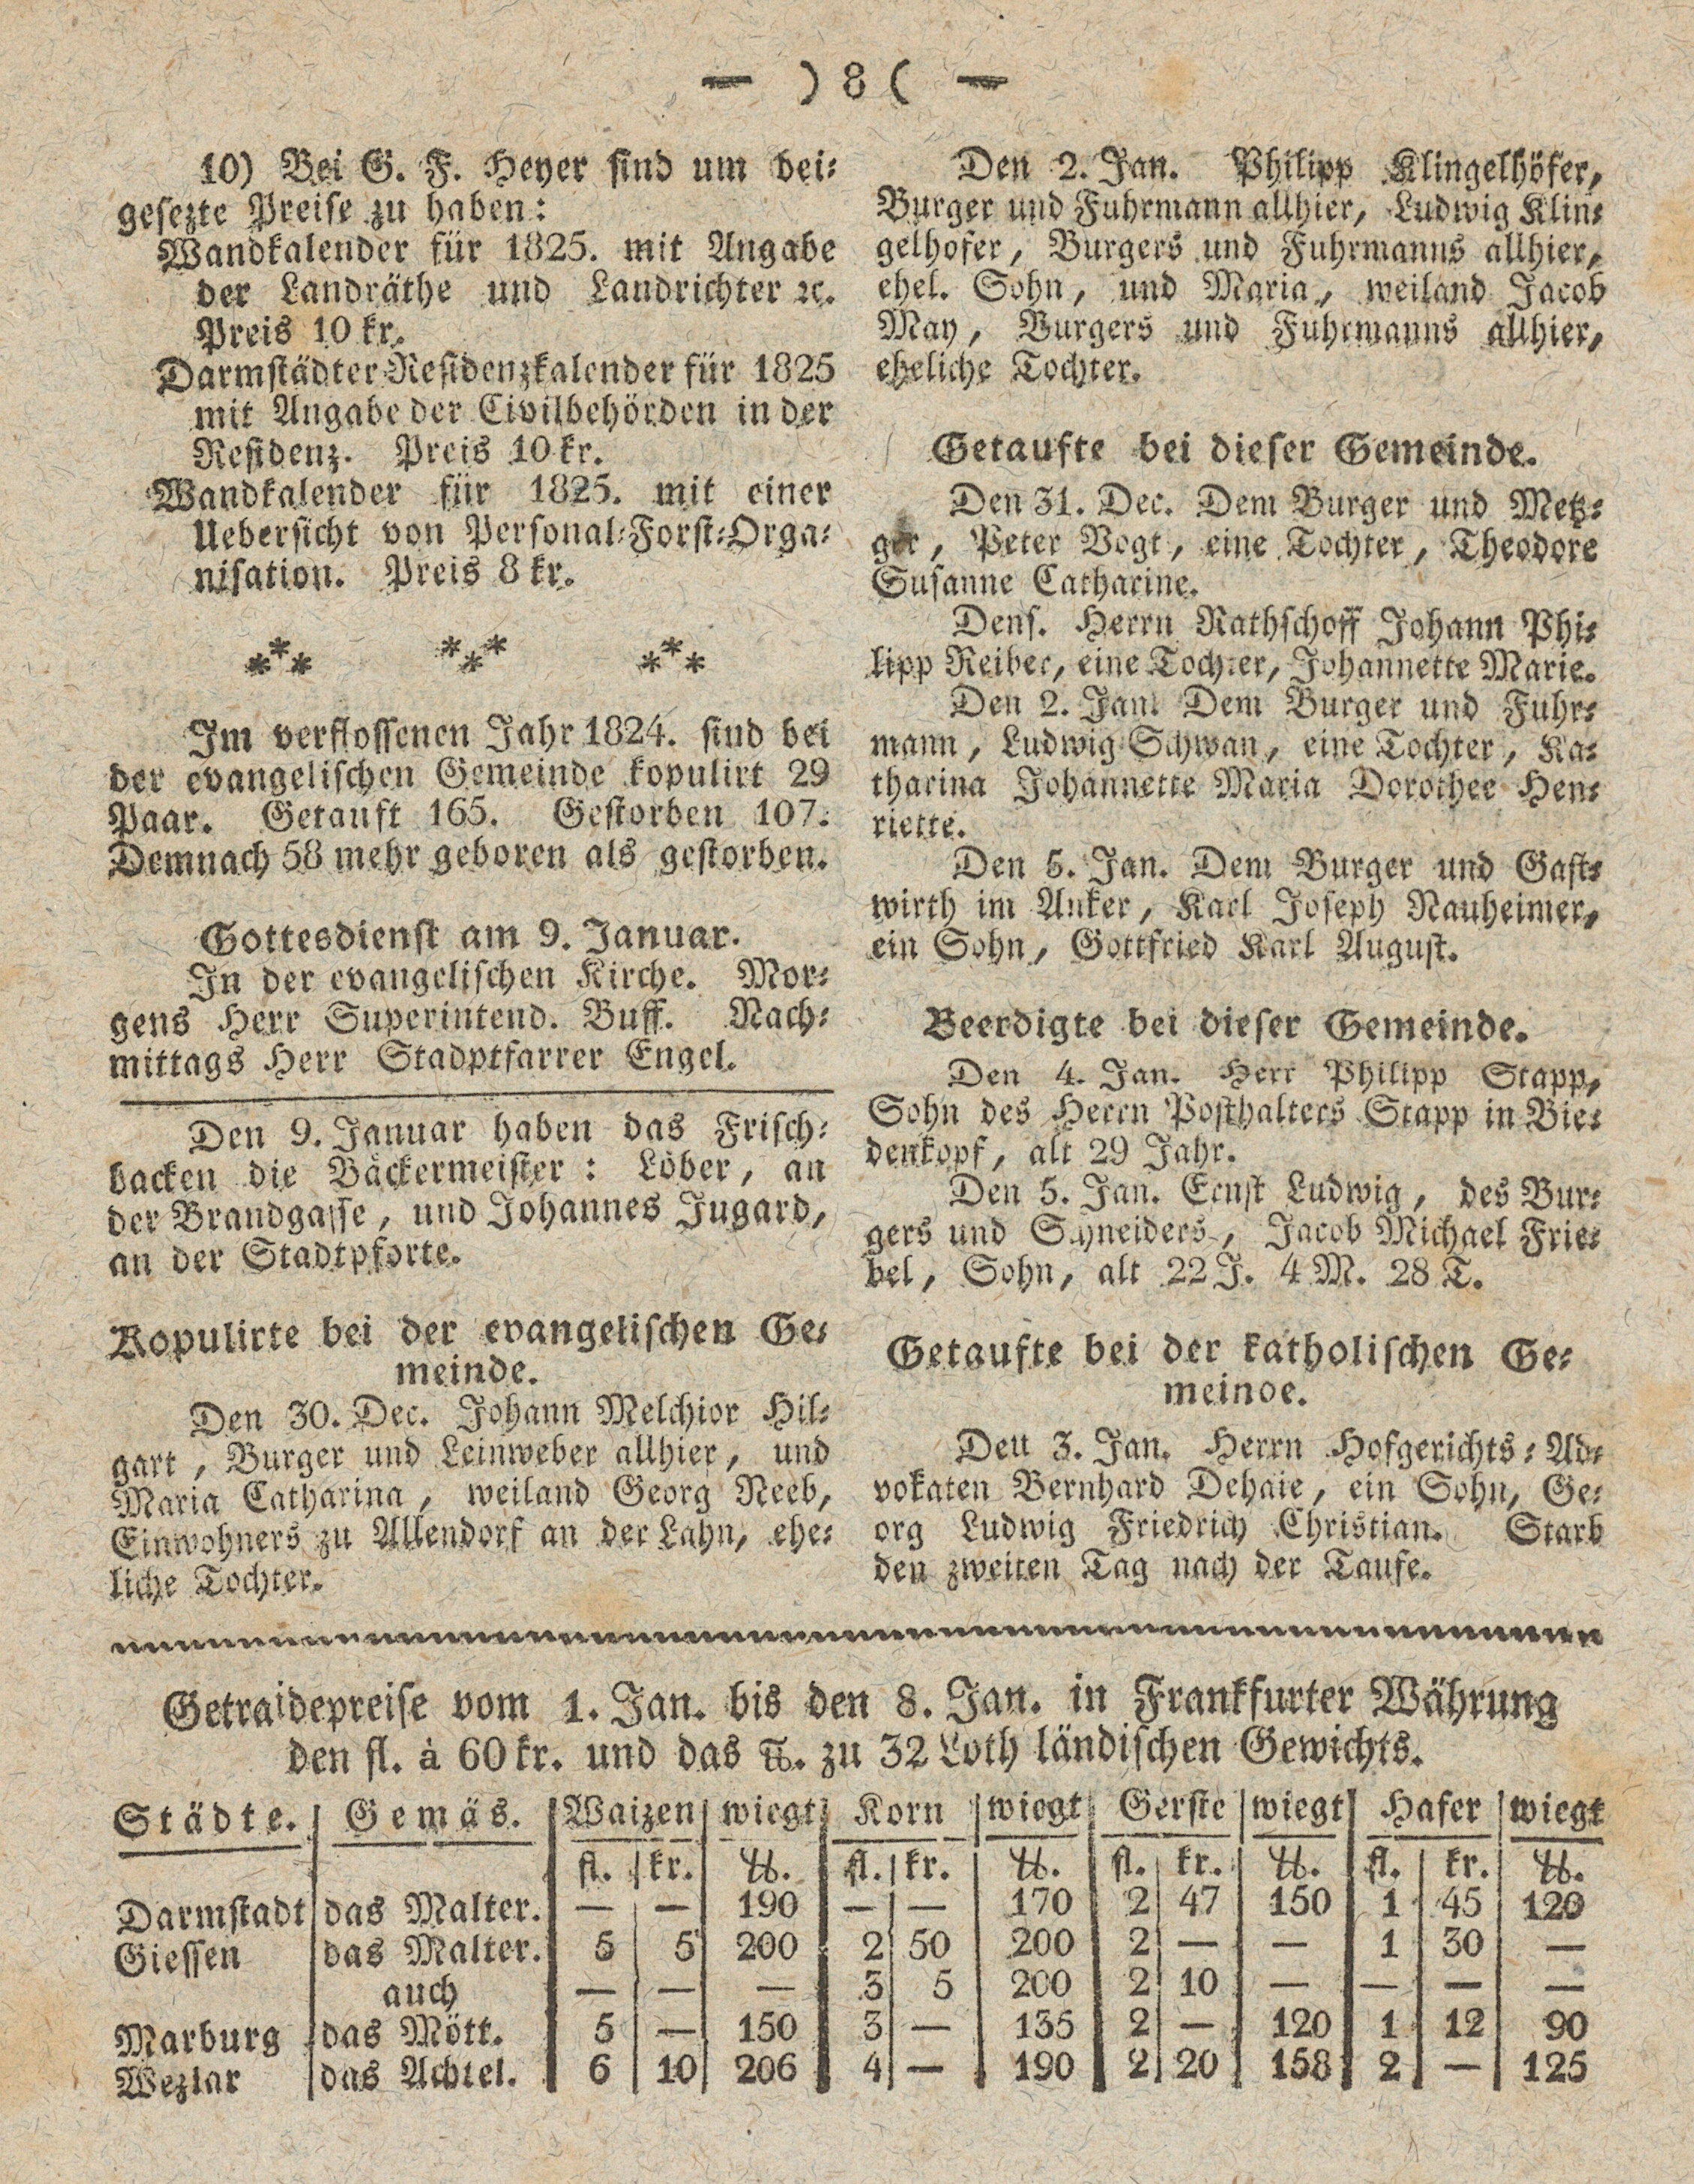 — ) 8 ( —
10) Bei G. F. Heyer sind um bei-
gesezte Preise zu haben:
Wandkalender für 1825. mit Angabe
der Landräthe und Landrichter ꝛc.
Preis 10 kr.
Darmstädter Residenzkalender für 1825
mit Angabe der Civilbehörden in der
Residenz. Preis 10 kr.
Wandkalender für 1825. mit einer
Uebersicht von Personal-Forst-Orga-
nisation. Preis 8 kr.
*** *** ***
Im verflossenen Jahr 1824. sind bei
der evangelischen Gemeinde kopulirt 29
Paar. Getauft 165. Gestorben 107.
Demnach 58 mehr geboren als gestorben.
Gottesdienst am 9. Januar.
In der evangelischen Kirche. Mor-
gens Herr Superintend. Buff. Nach-
mittags Herr Stadptfarrer Engel.
Den 9. Januar haben das Frisch-
backen die Bäckermeister: Löber, an
der Brandgasse, und Johannes Jugard,
an der Stadtpforte.
Kopulirte bei der evangelischen Ge-
meinde.
Den 30. Dec. Johann Melchior Hil-
gart, Burger und Leinweber allhier, und
Maria Catharina, weiland Georg Neeb,
Einwohners zu Allendorf an der Lahn, ehe-
liche Tochter.
Den 2. Jan. Philipp Klingelhöfer,
Burger und Fuhrmann allhier, Ludwig Klin-
gelhofer, Burgers und Fuhrmanns allhier,
ehel. Sohn, und Maria, weiland Jacob
May, Burgers und Fuhrmanns allhier,
eheliche Tochter.
Getaufte bei dieser Gemeinde.
Den 31. Dec. Dem Burger und Metz-
ger, Peter Vogt, eine Tochter, Theodore
Susanne Catharine.
Dens. Herrn Rathschoff Johann Phi-
lipp Reiber, eine Tochter, Johannette Marie.
Den 2. Jan. Dem Burger und Fuhr-
mann, Ludwig Schwan, eine Tochter, Ka-
tharina Johannette Maria Dorothee Hen-
riette.
Den 5. Jan. Dem Burger und Gast-
wirth im Anker, Karl Joseph Nauheimer,
ein Sohn, Gottfried Karl August.
Beerdigte bei dieser Gemeinde.
Den 4. Jan. Herr Philipp Stapp,
Sohn des Herrn Posthalters Stapp in Bie-
denkopf, alt 29 Jahr.
Den 5. Jan. Ernst Ludwig, des Bur-
gers und Schneiders, Jacob Michael Frie-
bel, Sohn, alt 22 J. 4 M. 28 T.
Getaufte bei der katholischen Ge-
meinde.
Den 3. Jan. Herrn Hofgerichts-Ad-
vokaten Bernhard Dehaie, ein Sohn, Ge-
org Ludwig Friedrich Christian. Starb
den zweiten Tag nach der Taufe.
Getraidepreise vom 1. Jan. bis den 8. Jan. in Frankfurter Währung
den fl. à 60 kr. und das ℔. zu 32 Loth ländischen Gewichts.
Städte. Gemäs. Waizen wiegt Korn wiegt Gerste wiegt Hafer wiegt
fl. kr. ℔. fl. kr. ℔. fl. kr. ℔. fl. kr. ℔.
Darmstadt das Malter. — — 190 — — 170 2 47 150 1 45 120
Giessen das Malter. 5 5 200 2 50 200 2 — — 1 30 —
auch — — — 3 5 200 2 10 — — — —
Marburg das Mött. 5 — 150 3 — 135 2 — 120 1 12 90
Wezlar das Achtel. 6 10 206 4 — 190 2 20 158 2 — 125